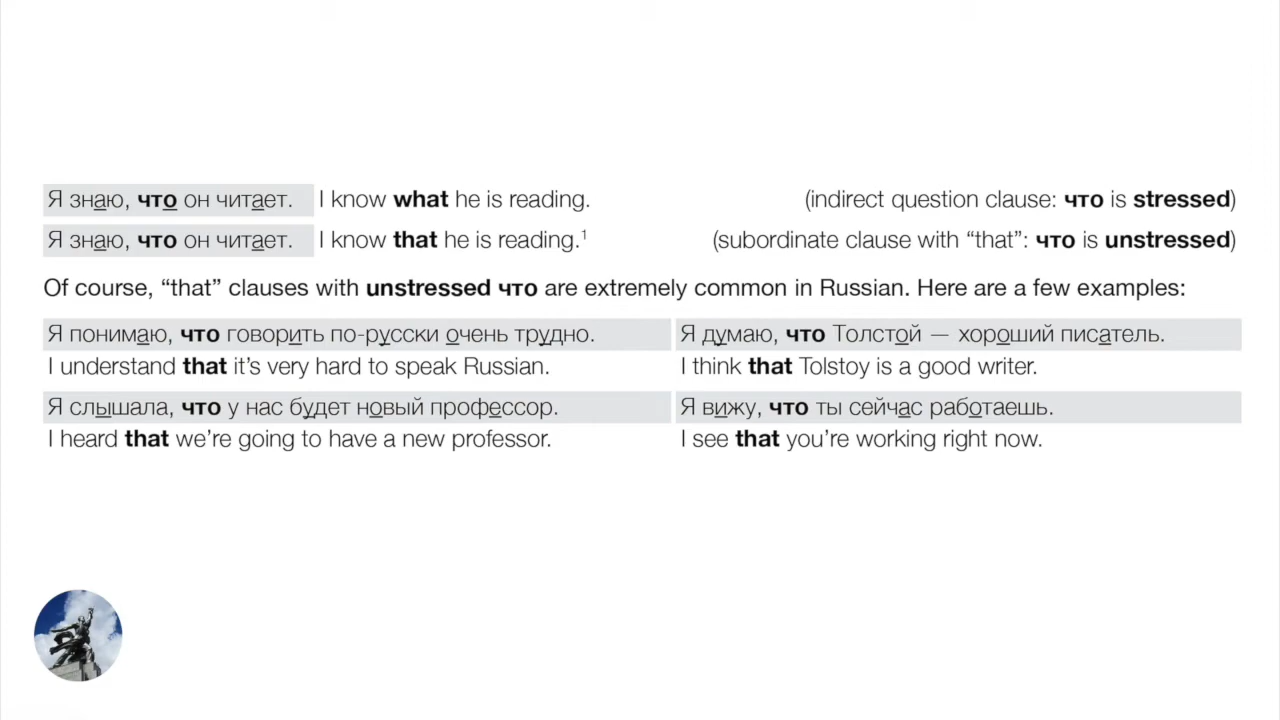 Я знаю, что он читает. I know what he is reading. (indirect question clause: что is stressed)
Я знаю, что он читает. I know that he is reading.¹ (subordinate clause with “that”: что is unstressed)
Of course, “that” clauses with unstressed что are extremely common in Russian. Here are a few examples:
Я понимаю, что говорить по-русски очень трудно. Я думаю, что Толстой — хороший писатель.
I understand that it’s very hard to speak Russian. I think that Tolstoy is a good writer.
Я слышала, что у нас будет новый профессор. Я вижу, что ты сейчас работаешь.
I heard that we’re going to have a new professor. I see that you’re working right now.